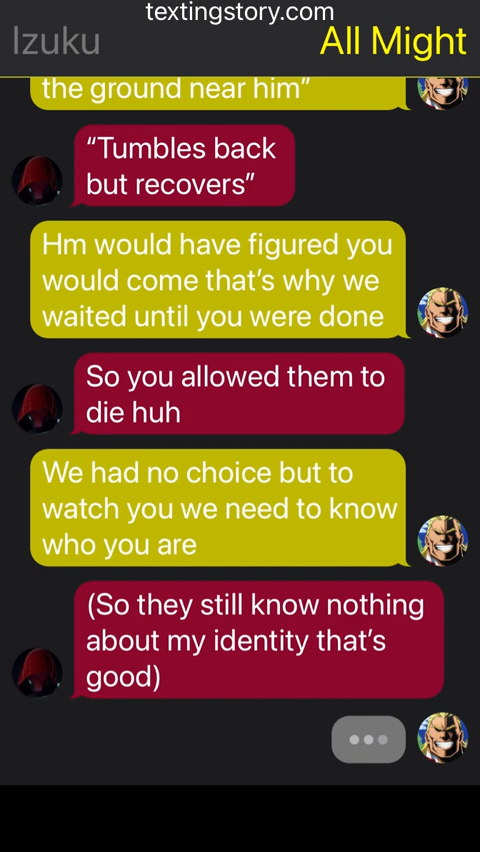 textingstory.com
Izuku
All Might
the ground near him”
“Tumbles back
but recovers”
Hm would have figured you
would come that’s why we
waited until you were done
So you allowed them to
die huh
We had no choice but to
watch you we need to know
who you are
(So they still know nothing
about my identity that’s
good)